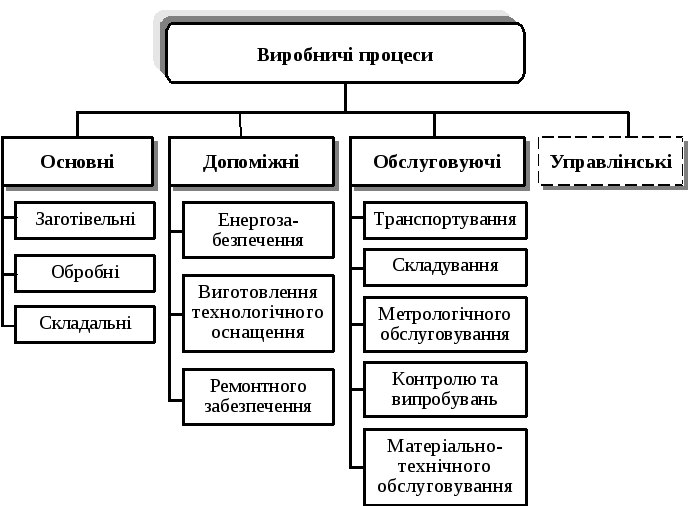 Виробничі процеси
Основні
Допоміжні
Обслуговуючі
Управлінські
Заготівельні
Обробні
Складальні
Енергоза-
безпечення
Виготовлення
технологічного
оснащення
Ремонтного
забезпечення
Транспортування
Складування
Метрологічного
обслуговування
Контролю та
випробувань
Матеріально-
технічного
обслуговування